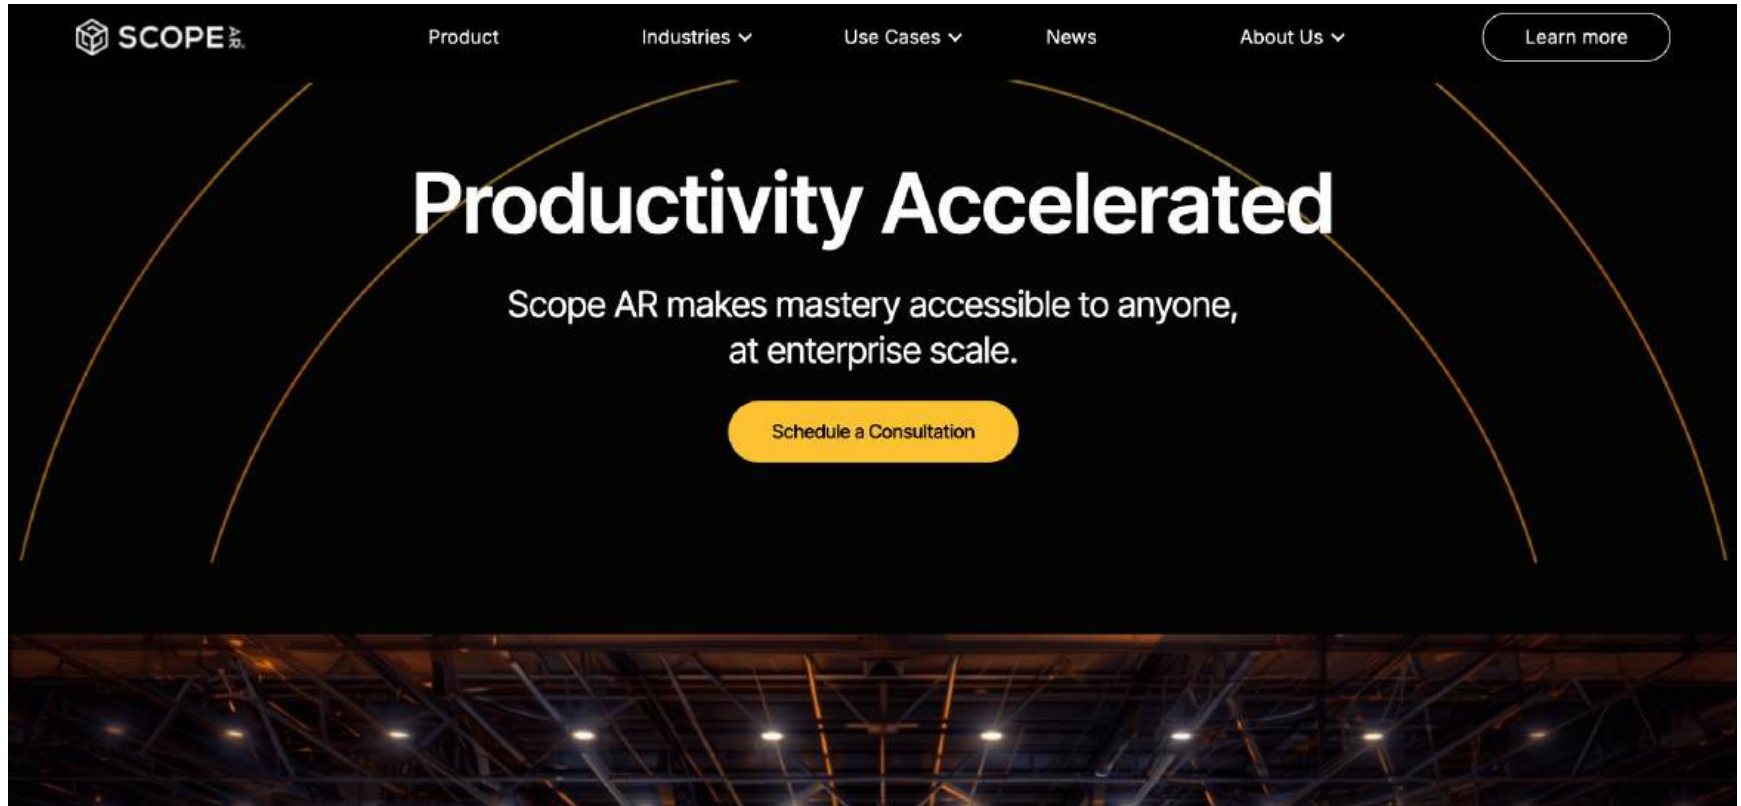 SCOPE AR.
Product
Industries
Use Cases
News
About Us
Learn more
Productivity Accelerated
Scope AR makes mastery accessible to anyone,
at enterprise scale.
Schedule a Consultation